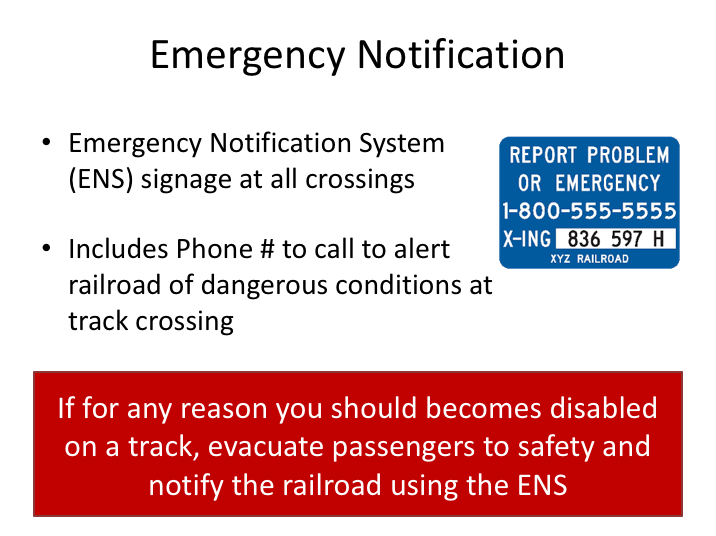 Emergency Notification
• Emergency Notification System
(ENS) signage at all crossings
• Includes Phone # to call to alert
railroad of dangerous conditions at
track crossing
REPORT PROBLEM
OR EMERGENCY
1-800-555-5555
X-ING 836 597 H
XYZ RAILROAD
If for any reason you should becomes disabled
on a track, evacuate passengers to safety and
notify the railroad using the ENS